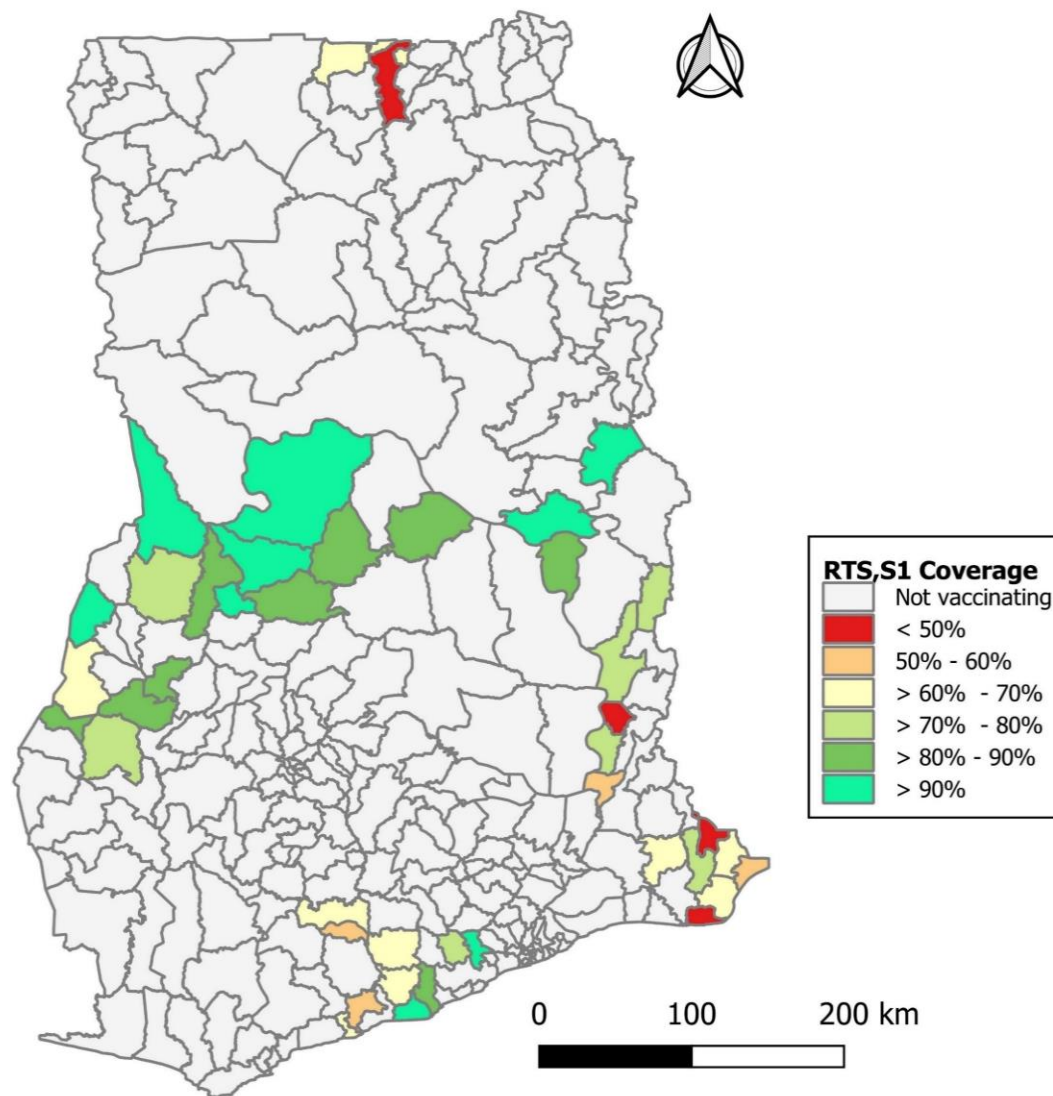 RTS,S1 Coverage
Not vaccinating
< 50%
50% - 60%
> 60% - 70%
> 70% - 80%
> 80% - 90%
> 90%
0 100 200 km